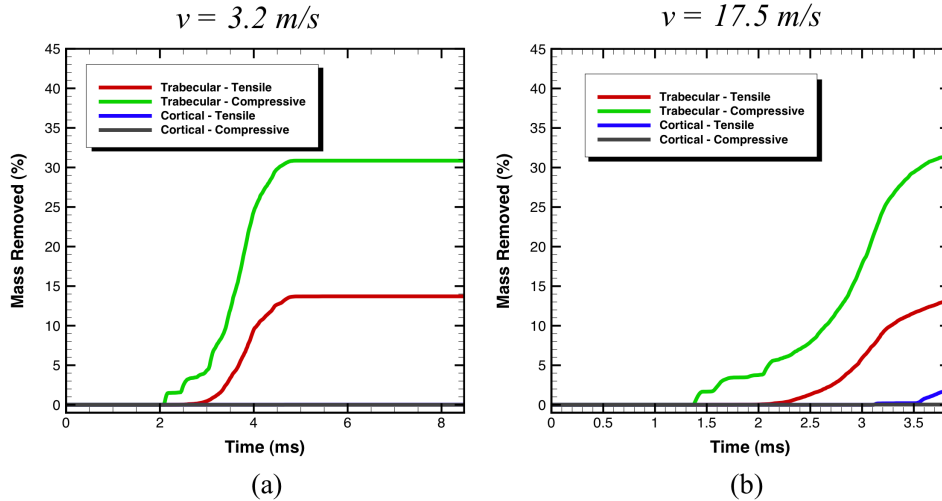 v = 3.2 m/s
v = 17.5 m/s
45
40
35
30
25
20
15
10
5
0
Mass Removed (%)
Trabecular - Tensile
Trabecular - Compressive
Cortical - Tensile
Cortical - Compressive
0
2
4
6
8
Time (ms)
(a)
45
40
35
30
25
20
15
10
5
0
Mass Removed (%)
Trabecular - Tensile
Trabecular - Compressive
Cortical - Tensile
Cortical - Compressive
0
0.5
1
1.5
2
2.5
3
3.5
Time (ms)
(b)